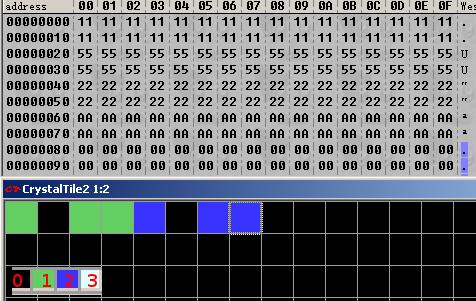 address 00 01 02 03 04 05 06 07 08 09 0A 0B 0C 0D 0E 0F Wes
00000000 11 11 11 11 11 11 11 11 11 11 11 11 11 11 11 11 .
00000010 11 11 11 11 11 11 11 11 11 11 11 11 11 11 11 11 .
00000020 55 55 55 55 55 55 55 55 55 55 55 55 55 55 55 55 U
00000030 55 55 55 55 55 55 55 55 55 55 55 55 55 55 55 55 U
00000040 22 22 22 22 22 22 22 22 22 22 22 22 22 22 22 22 "
00000050 22 22 22 22 22 22 22 22 22 22 22 22 22 22 22 22 "
00000060 AA AA AA AA AA AA AA AA AA AA AA AA AA AA AA AA ª
00000070 AA AA AA AA AA AA AA AA AA AA AA AA AA AA AA AA ª
00000080 00 00 00 00 00 00 00 00 00 00 00 00 00 00 00 00 .
00000090 00 00 00 00 00 00 00 00 00 00 00 00 00 00 00 00 .
CrystalTile2 1:2
0 1 2 3